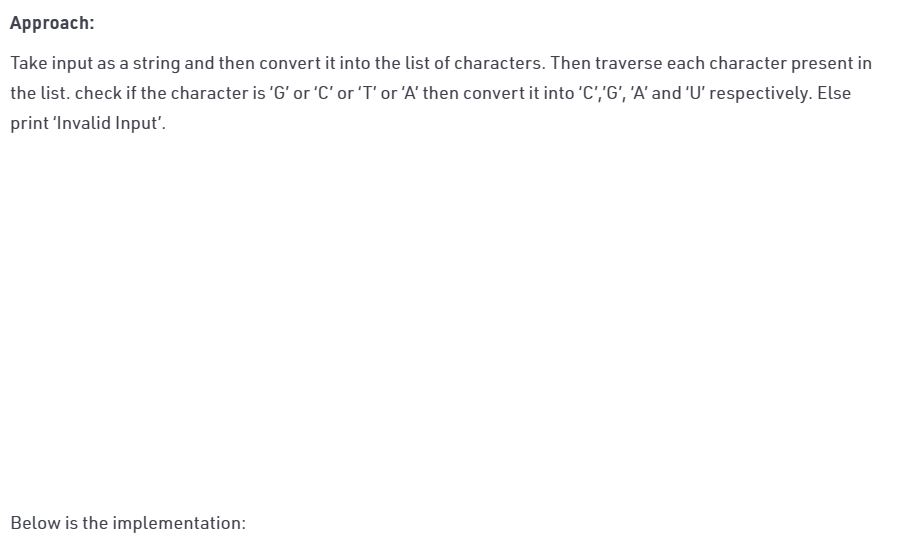 Approach:
Take input as a string and then convert it into the list of characters. Then traverse each character present in
the list. check if the character is ‘G’ or ‘C’ or ‘T’ or ‘A’ then convert it into ‘C’,’G’, ‘A’ and ‘U’ respectively. Else
print ‘Invalid Input’.
Below is the implementation: